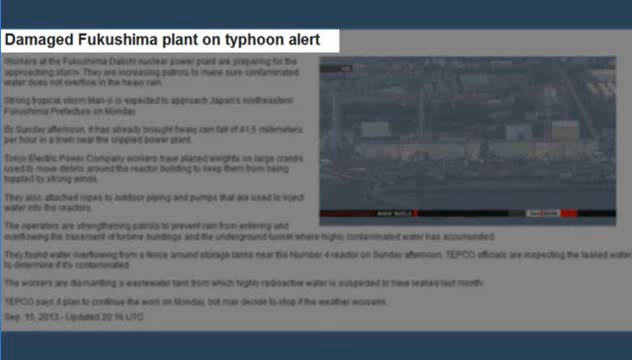 Damaged Fukushima plant on typhoon alert
Workers at the Fukushima Daiichi nuclear power plant are preparing for the
approaching storm. They are increasing patrols to make sure contaminated
water does not overflow in the heavy rain.
Strong tropical storm Man-yi is expected to approach Japan's northeastern
Fukushima Prefecture on Monday.
By Sunday afternoon, it has already brought heavy rain fall of 41.5 millimeters
per hour in a town near the crippled power plant.
Tokyo Electric Power Company workers have placed weights on large cranes
used to move debris around the reactor building to keep them from being
toppled by strong winds.
They also attached ropes to outdoor piping and pumps that are used to inject
water into the reactors.
The operators are strengthening patrols to prevent rain from entering and
overflowing the basement of turbine buildings and the underground tunnel where highly contaminated water has accumulated.
They found water overflowing from a fence around storage tanks near the Number 4 reactor on Sunday afternoon. TEPCO officials are inspecting the leaked water
to determine if it's contaminated.
The workers are dismantling a wastewater tank from which highly radioactive water is suspected to have leaked last month.
TEPCO says it plan to continue the work on Monday, but may decide to stop if the weather worsens.
Sep. 15, 2013 - Updated 20:16 UTC